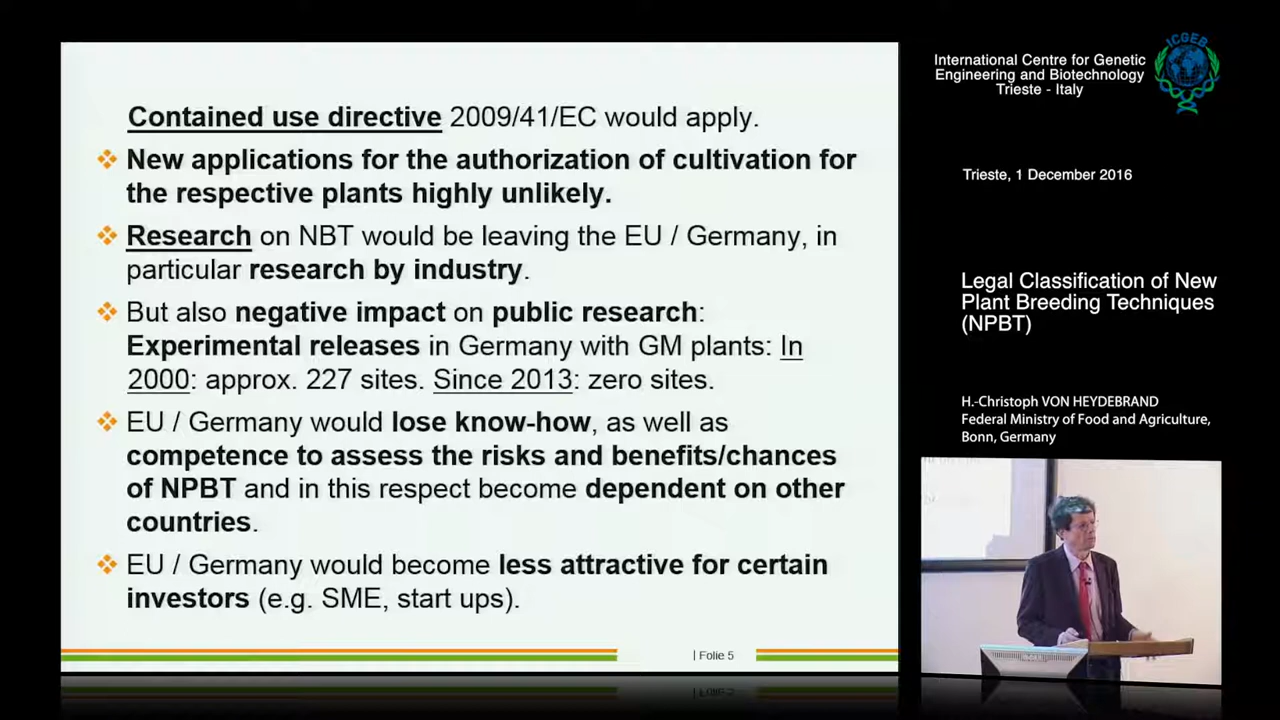 Contained use directive 2009/41/EC would apply.
New applications for the authorization of cultivation for
the respective plants highly unlikely.
Research on NBT would be leaving the EU / Germany, in
particular research by industry.
But also negative impact on public research:
Experimental releases in Germany with GM plants: In
2000: approx. 227 sites. Since 2013: zero sites.
EU / Germany would lose know-how, as well as
competence to assess the risks and benefits/chances
of NPBT and in this respect become dependent on other
countries.
EU / Germany would become less attractive for certain
investors (e.g. SME, start ups).
| Folie 5
International Centre for Genetic
Engineering and Biotechnology
Trieste - Italy
ICGEB
Trieste, 1 December 2016
Legal Classification of New
Plant Breeding Techniques
(NPBT)
H.-Christoph VON HEYDEBRAND
Federal Ministry of Food and Agriculture,
Bonn, Germany